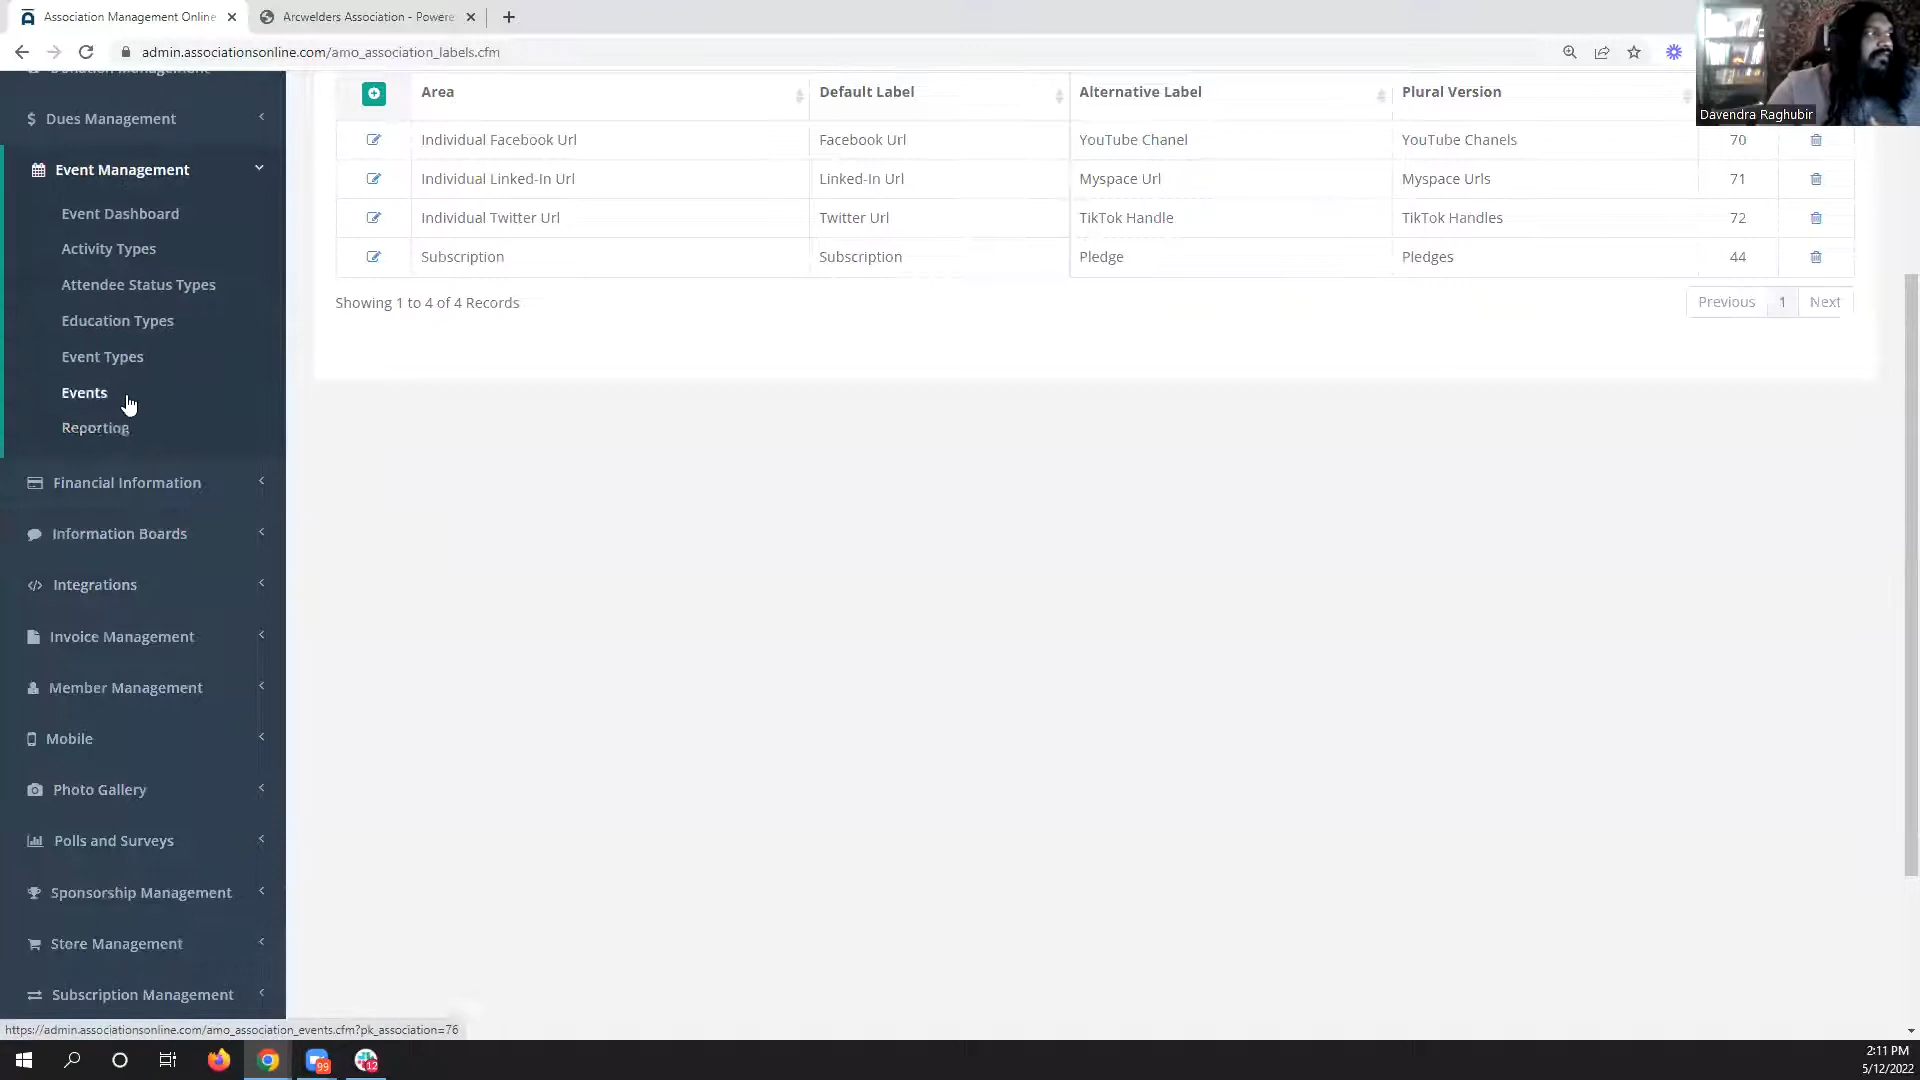 Association Management Online
Arcwelders Association - Powere
admin.associationsonline.com/amo_association_labels.cfm
Davendra Raghubir
Donation Management
Dues Management
Event Management
Event Dashboard
Activity Types
Attendee Status Types
Education Types
Event Types
Events
Reporting
Financial Information
Information Boards
Integrations
Invoice Management
Member Management
Mobile
Photo Gallery
Polls and Surveys
Sponsorship Management
Store Management
Subscription Management
Area Default Label Alternative Label Plural Version
Individual Facebook Url Facebook Url YouTube Chanel YouTube Chanels 70
Individual Linked-In Url Linked-In Url Myspace Url Myspace Urls 71
Individual Twitter Url Twitter Url TikTok Handle TikTok Handles 72
Subscription Subscription Pledge Pledges 44
Showing 1 to 4 of 4 Records
Previous 1 Next
https://admin.associationsonline.com/amo_association_events.cfm?pk_association=76
99
12
2:11 PM
5/12/2022